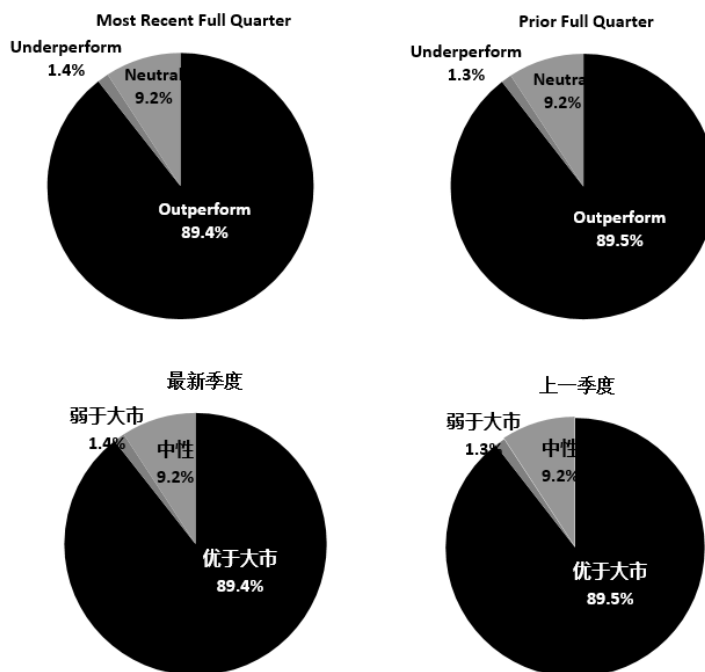 Most Recent Full Quarter
Underperform
1.4%
Neutral
9.2%
Outperform
89.4%
Prior Full Quarter
Underperform
1.3%
Neutra
9.2%
Outperform
89.5%
最新季度
弱于大市
1.4%
中性
9.2%
优于大市
89.4%
上一季度
弱于大市
1.3%
中性
9.2%
优于大市
89.5%